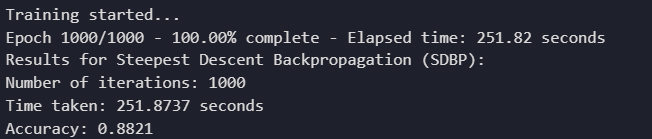 Training started...
Epoch 1000/1000 - 100.00% complete - Elapsed time: 251.82 seconds
Results for Steepest Descent Backpropagation (SDBP):
Number of iterations: 1000
Time taken: 251.8737 seconds
Accuracy: 0.8821